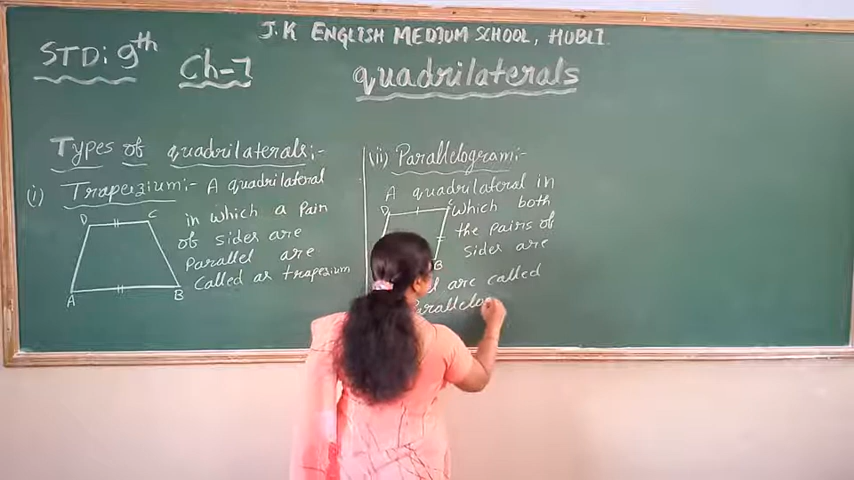 J.K ENGLISH MEDIUM SCHOOL, HUBLI.
STD: 9th Ch-7 quadrilaterals
Types of quadrilaterals:-
i) Trapezium:- A quadrilateral
in which a Pain
of sides are
Parallel are
called as trapezium
D C
A B
(ii) Parallelogram:-
A quadrilateral in
which both
the pairs of
sides are
are called
D C
B